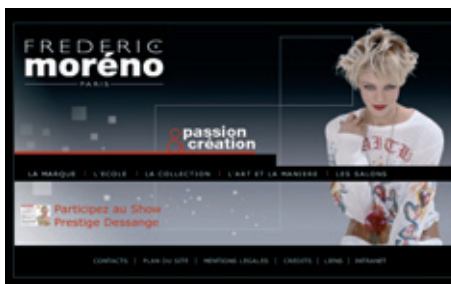 FREDERIC
moréno
PARIS
passion
& création
LA MARQUE | L'ECOLE | LA COLLECTION | L'ART ET LA MANIERE | LES SALONS
Participez au Show
Prestige Dessange
CONTACTS | PLAN DU SITE | MENTIONS LEGALES | CREDITS | LIENS | INTRANET
FAITH